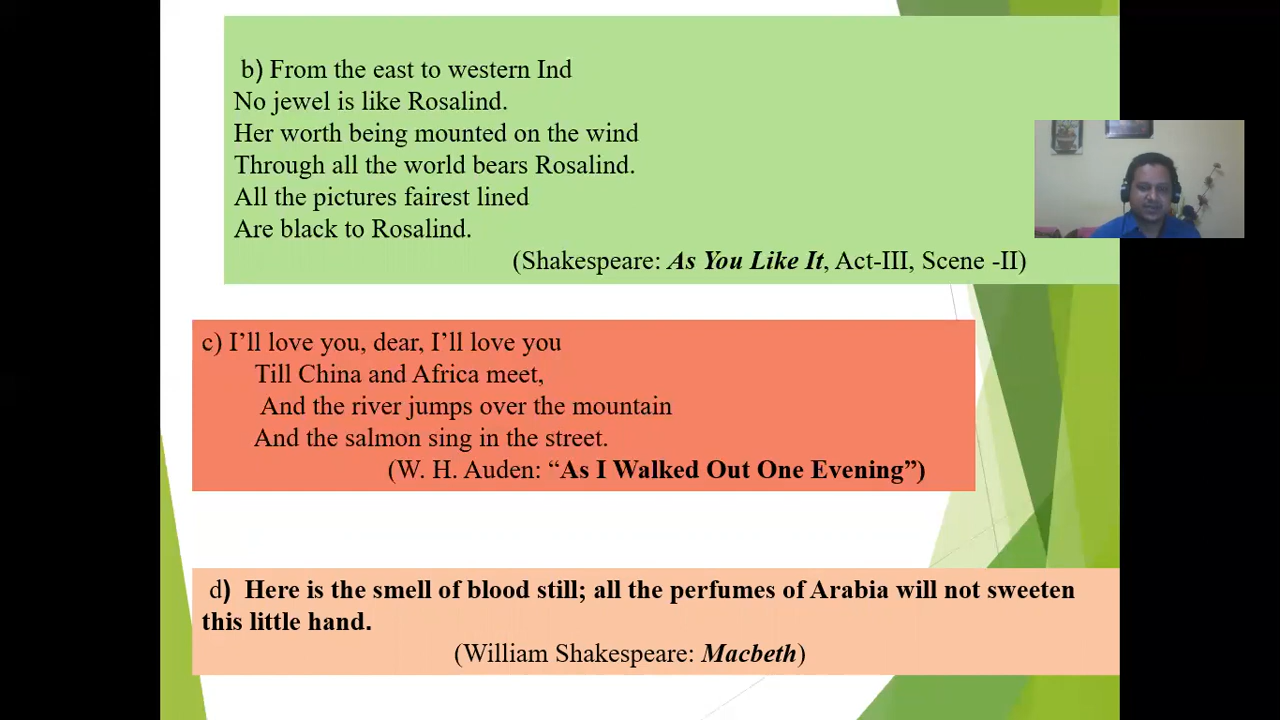 b) From the east to western Ind
No jewel is like Rosalind.
Her worth being mounted on the wind
Through all the world bears Rosalind.
All the pictures fairest lined
Are black to Rosalind.
(Shakespeare: As You Like It, Act-III, Scene -II)
c) I’ll love you, dear, I’ll love you
Till China and Africa meet,
And the river jumps over the mountain
And the salmon sing in the street.
(W. H. Auden: “As I Walked Out One Evening”)
d) Here is the smell of blood still; all the perfumes of Arabia will not sweeten
this little hand.
(William Shakespeare: Macbeth)